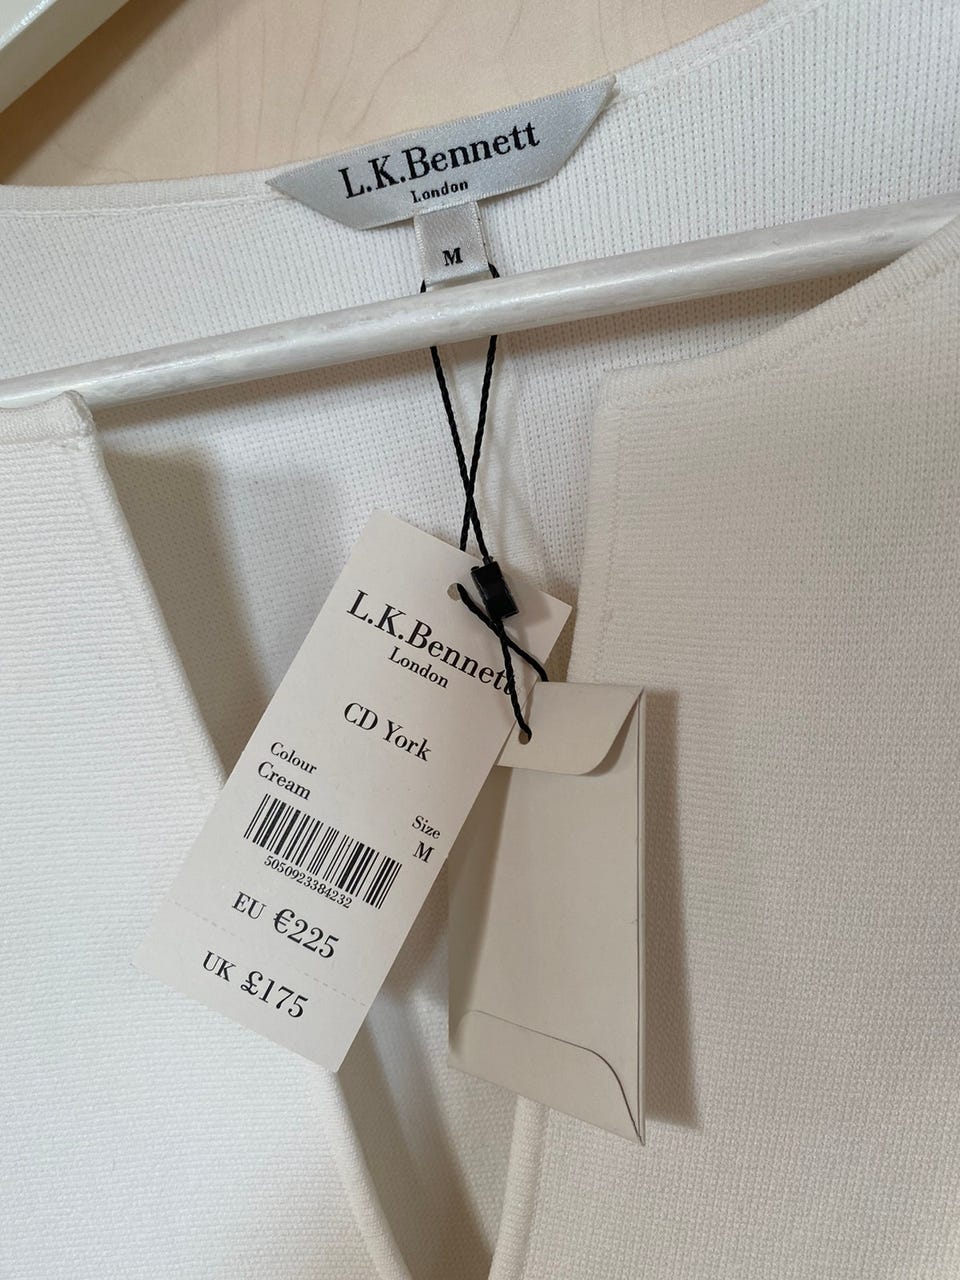 L.K.Bennett
London
M
L.K.Bennett
London
CD York
Colour
Cream
Size
M
5050923384232
EU €225
UK £175